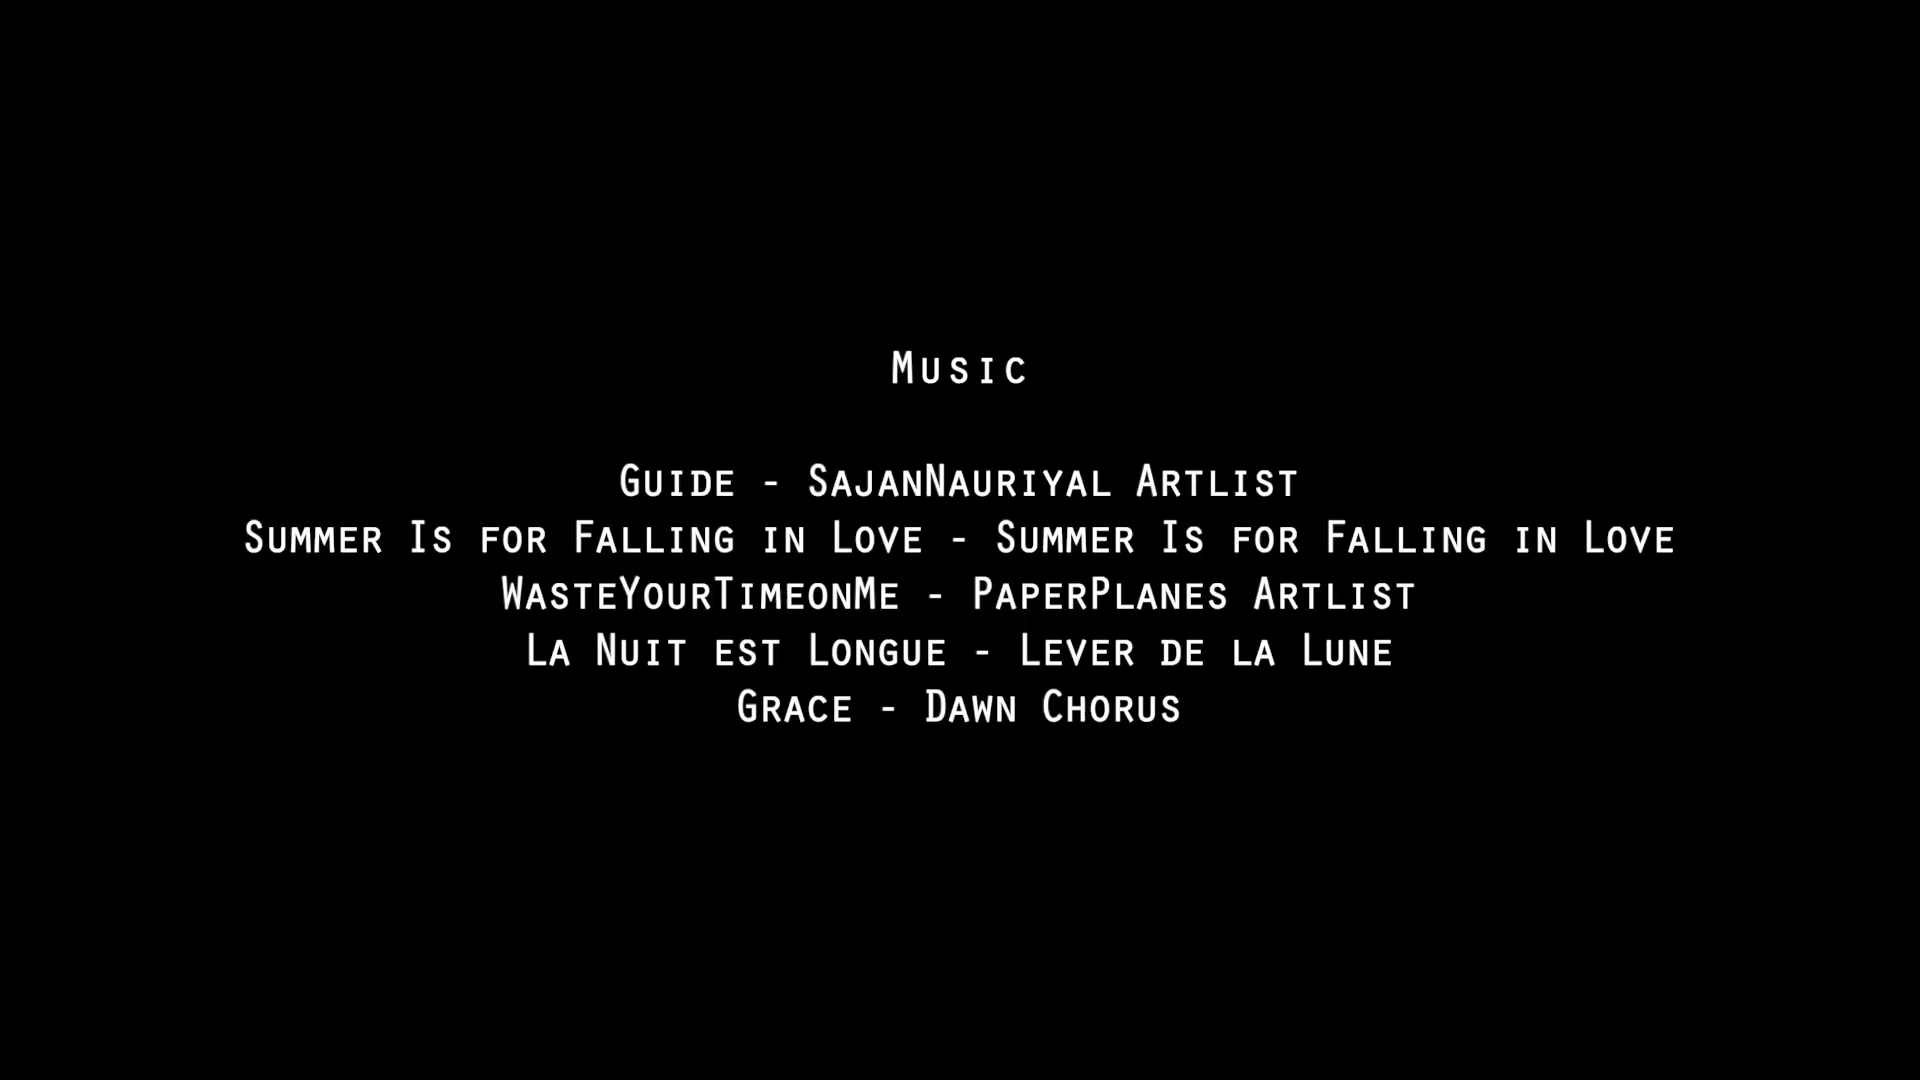 Music
Guide - SajanNauriyal Artlist
Summer Is for Falling in Love - Summer Is for Falling in Love
WasteYourTimeonMe - PaperPlanes Artlist
La Nuit est Longue - Lever de la Lune
Grace - Dawn Chorus